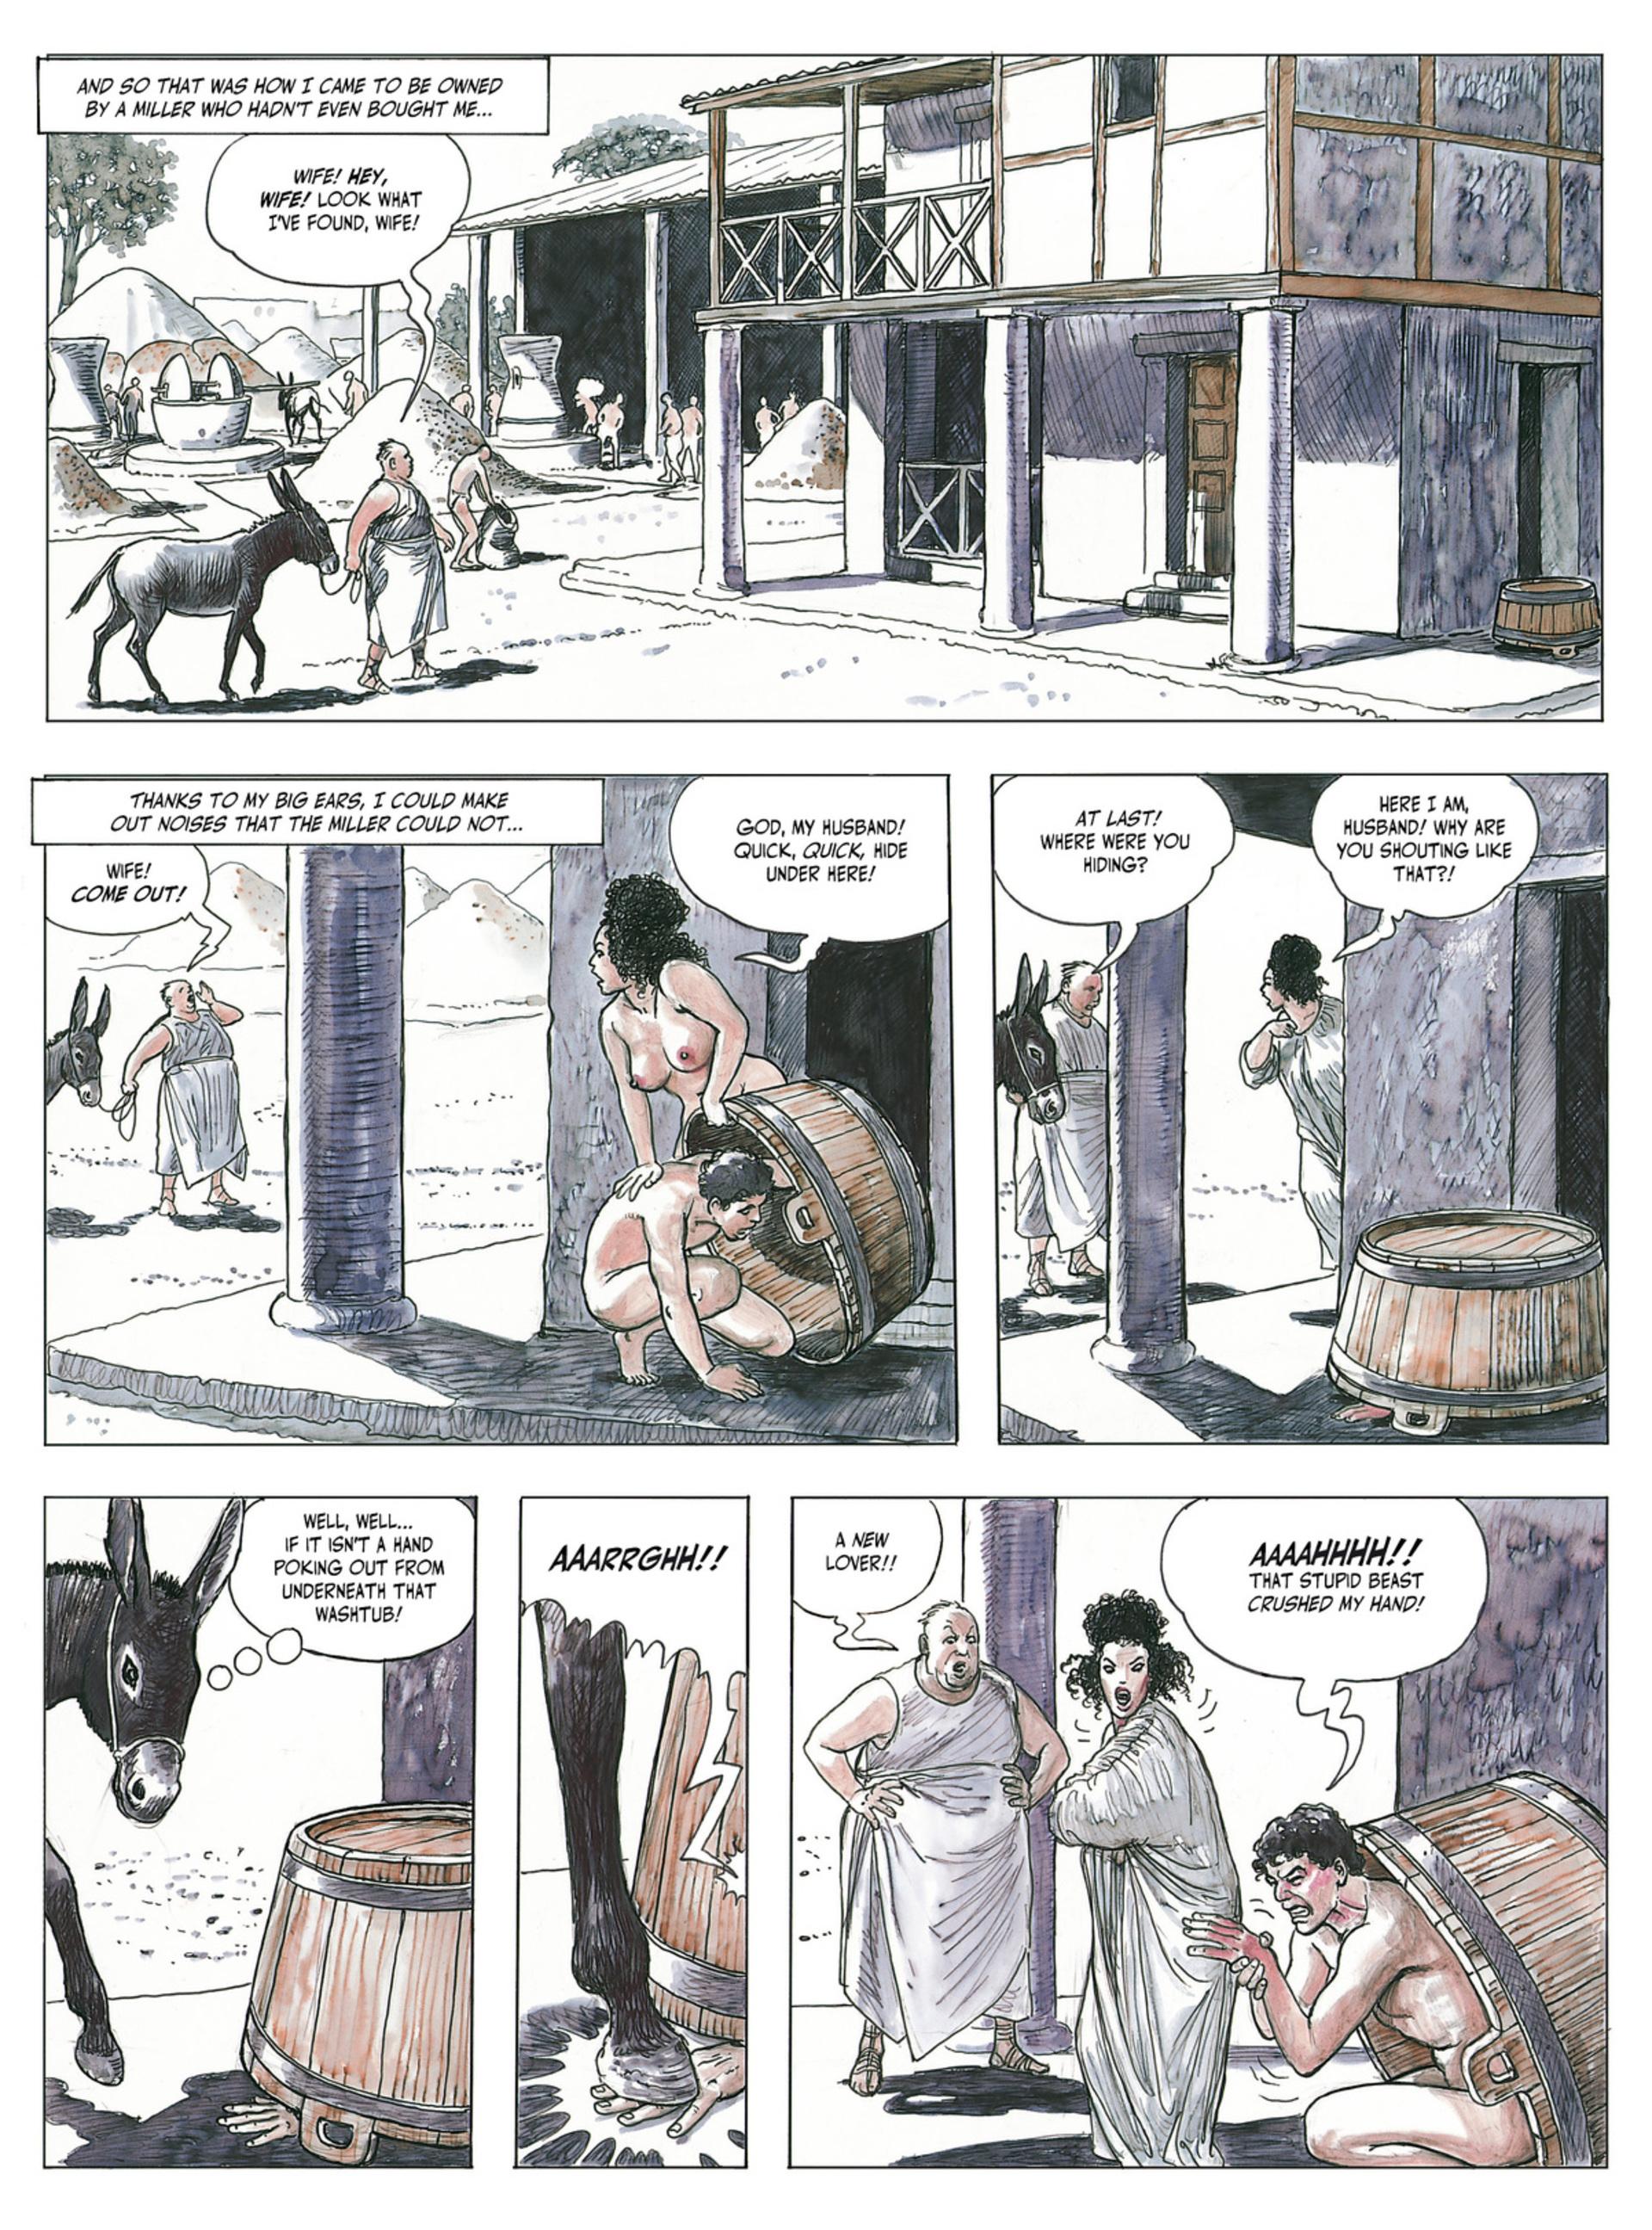 AND SO THAT WAS HOW I CAME TO BE OWNED
BY A MILLER WHO HADN'T EVEN BOUGHT ME...
WIFE! HEY,
WIFE! LOOK WHAT
I'VE FOUND, WIFE!
THANKS TO MY BIG EARS, I COULD MAKE
OUT NOISES THAT THE MILLER COULD NOT...
WIFE!
COME OUT!
GOD, MY HUSBAND!
QUICK, QUICK, HIDE
UNDER HERE!
AT LAST!
WHERE WERE YOU
HIDING?
HERE I AM,
HUSBAND! WHY ARE
YOU SHOUTING LIKE
THAT?!
WELL, WELL...
IF IT ISN'T A HAND
POKING OUT FROM
UNDERNEATH THAT
WASHTUB!
AAARRGHH!!
A NEW
LOVER!!
AAAAHHHH!!
THAT STUPID BEAST
CRUSHED MY HAND!